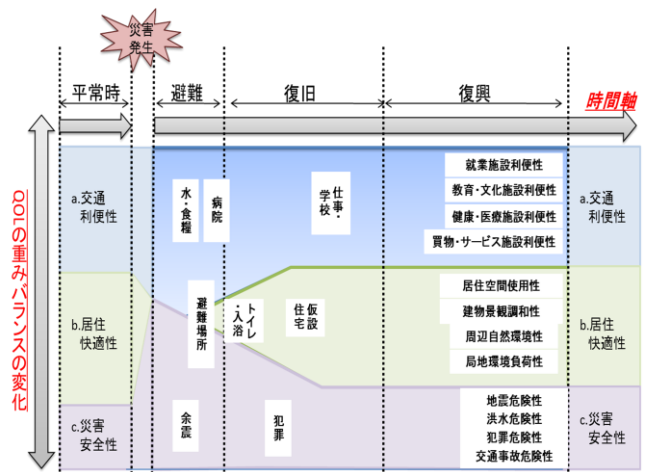 災害
発生
平常時
避難
復旧
復興
時間軸
QOLの重みバランスの変化
a.交通
利便性
b.居住
快適性
c.災害
安全性
水・食糧
病院
仕事・
学校
避難場所
トイレ
・入浴
仮設
住宅
余震
犯罪
就業施設利便性
教育・文化施設利便性
健康・医療施設利便性
買物・サービス施設利便性
居住空間使用性
建物景観調和性
周辺自然環境性
局地環境負荷性
地震危険性
洪水危険性
犯罪危険性
交通事故危険性
a.交通
利便性
b.居住
快適性
c.災害
安全性